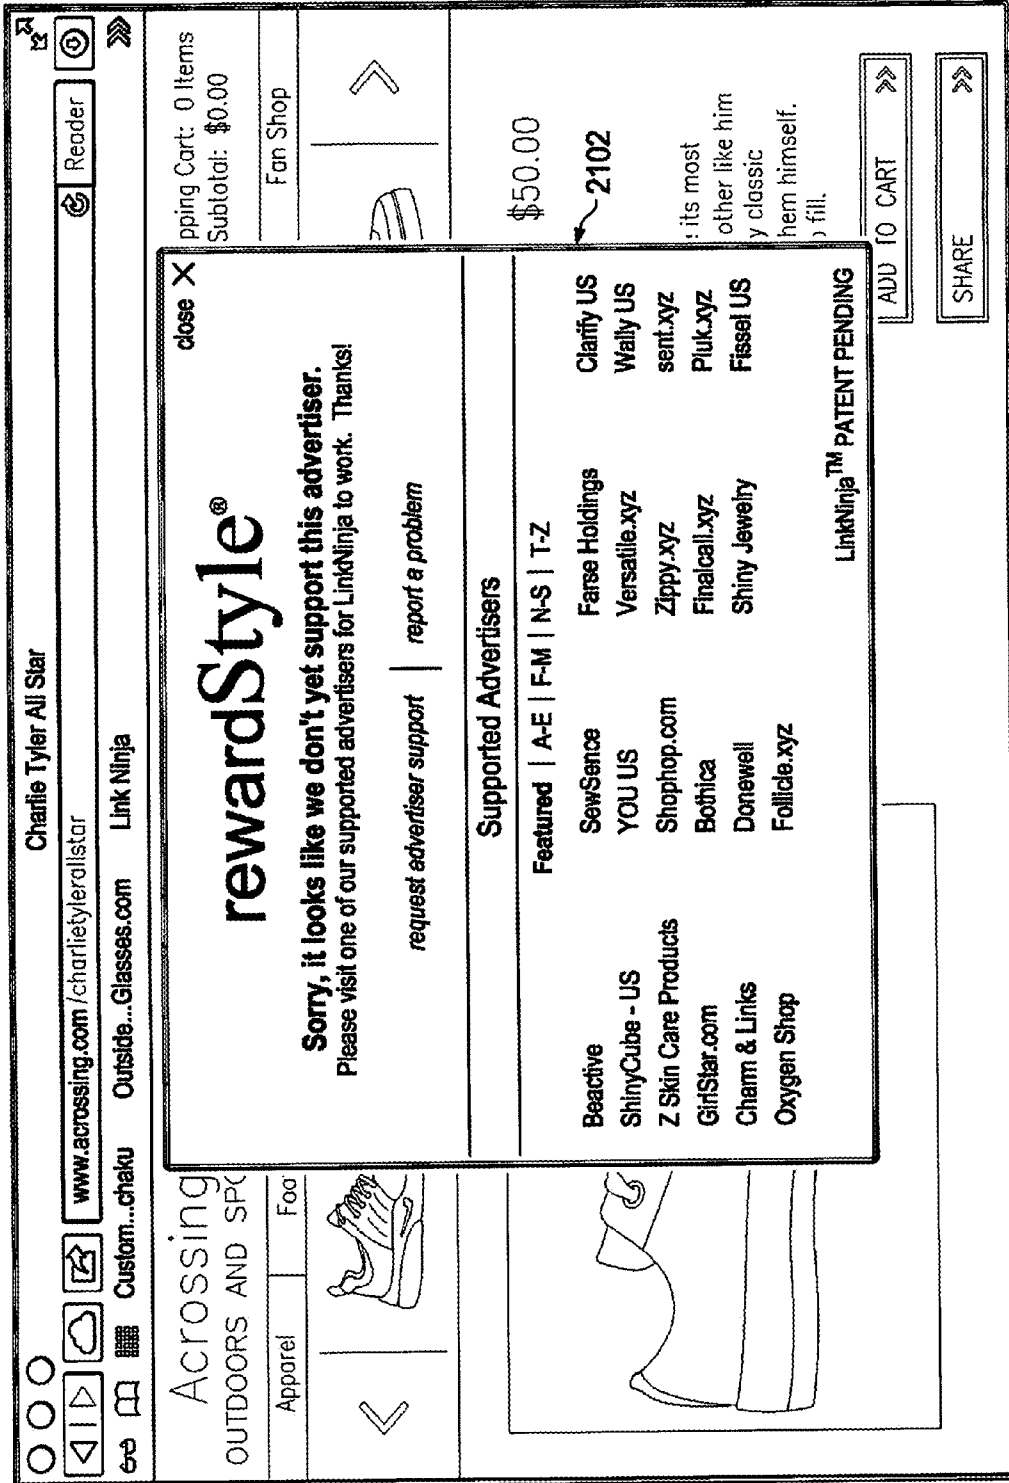 Charlie Tyler All Star
www.acrossing.com/charlietylerallstar
Reader
Custom...chaku Outside...Glasses.com Link Ninja
Acrossing
OUTDOORS AND SPO
pping Cart: 0 Items
Subtotal: $0.00
Apparel
Foo
Fan Shop
close X
rewardStyle®
Sorry, it looks like we don't yet support this advertiser.
Please visit one of our supported advertisers for LinkNinja to work. Thanks!
request advertiser support | report a problem
Supported Advertisers
Featured | A-E | F-M | N-S | T-Z
Beactive SewSence Farse Holdings Clarify US
ShinyCube - US YOU US Versatile.xyz Wally US
Z Skin Care Products Shophop.com Zippy.xyz sent.xyz
GirlStar.com Bothica Finalcall.xyz Pluk.xyz
Charm & Links Donewell Shiny Jewelry Fissel US
Oxygen Shop Follicle.xyz
LinkNinja™ PATENT PENDING
$50.00
2102
its most
other like him
y classic
hem himself.
fill.
ADD TO CART >>
SHARE >>